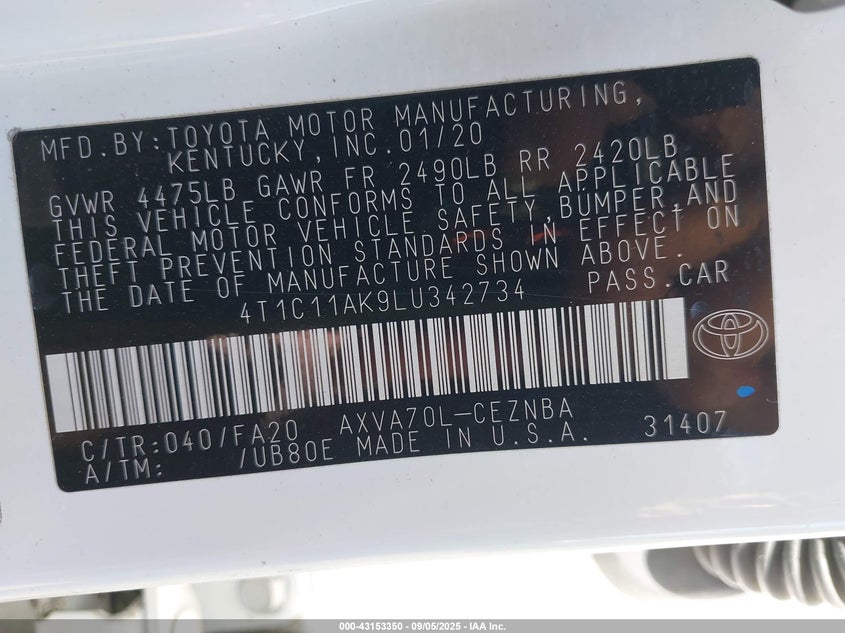 MFD.BY:TOYOTA MOTOR MANUFACTURING,
KENTUCKY,INC.01/20
GVWR 4475LB GAWR FR 2490LB RR 2420LB
THIS VEHICLE CONFORMS TO ALL APPLICABLE
FEDERAL MOTOR VEHICLE SAFETY,BUMPER,AND
THEFT PREVENTION STANDARDS IN EFFECT ON
THE DATE OF MANUFACTURE SHOWN ABOVE.
4T1C11AK9LU342734 PASS.CAR
C/TR:040/FA20 AXVA70L-CEZNBA
A/TM: /UB80E MADE IN U.S.A. 31407
000-43153350 - 09/05/2025 - IAA Inc.